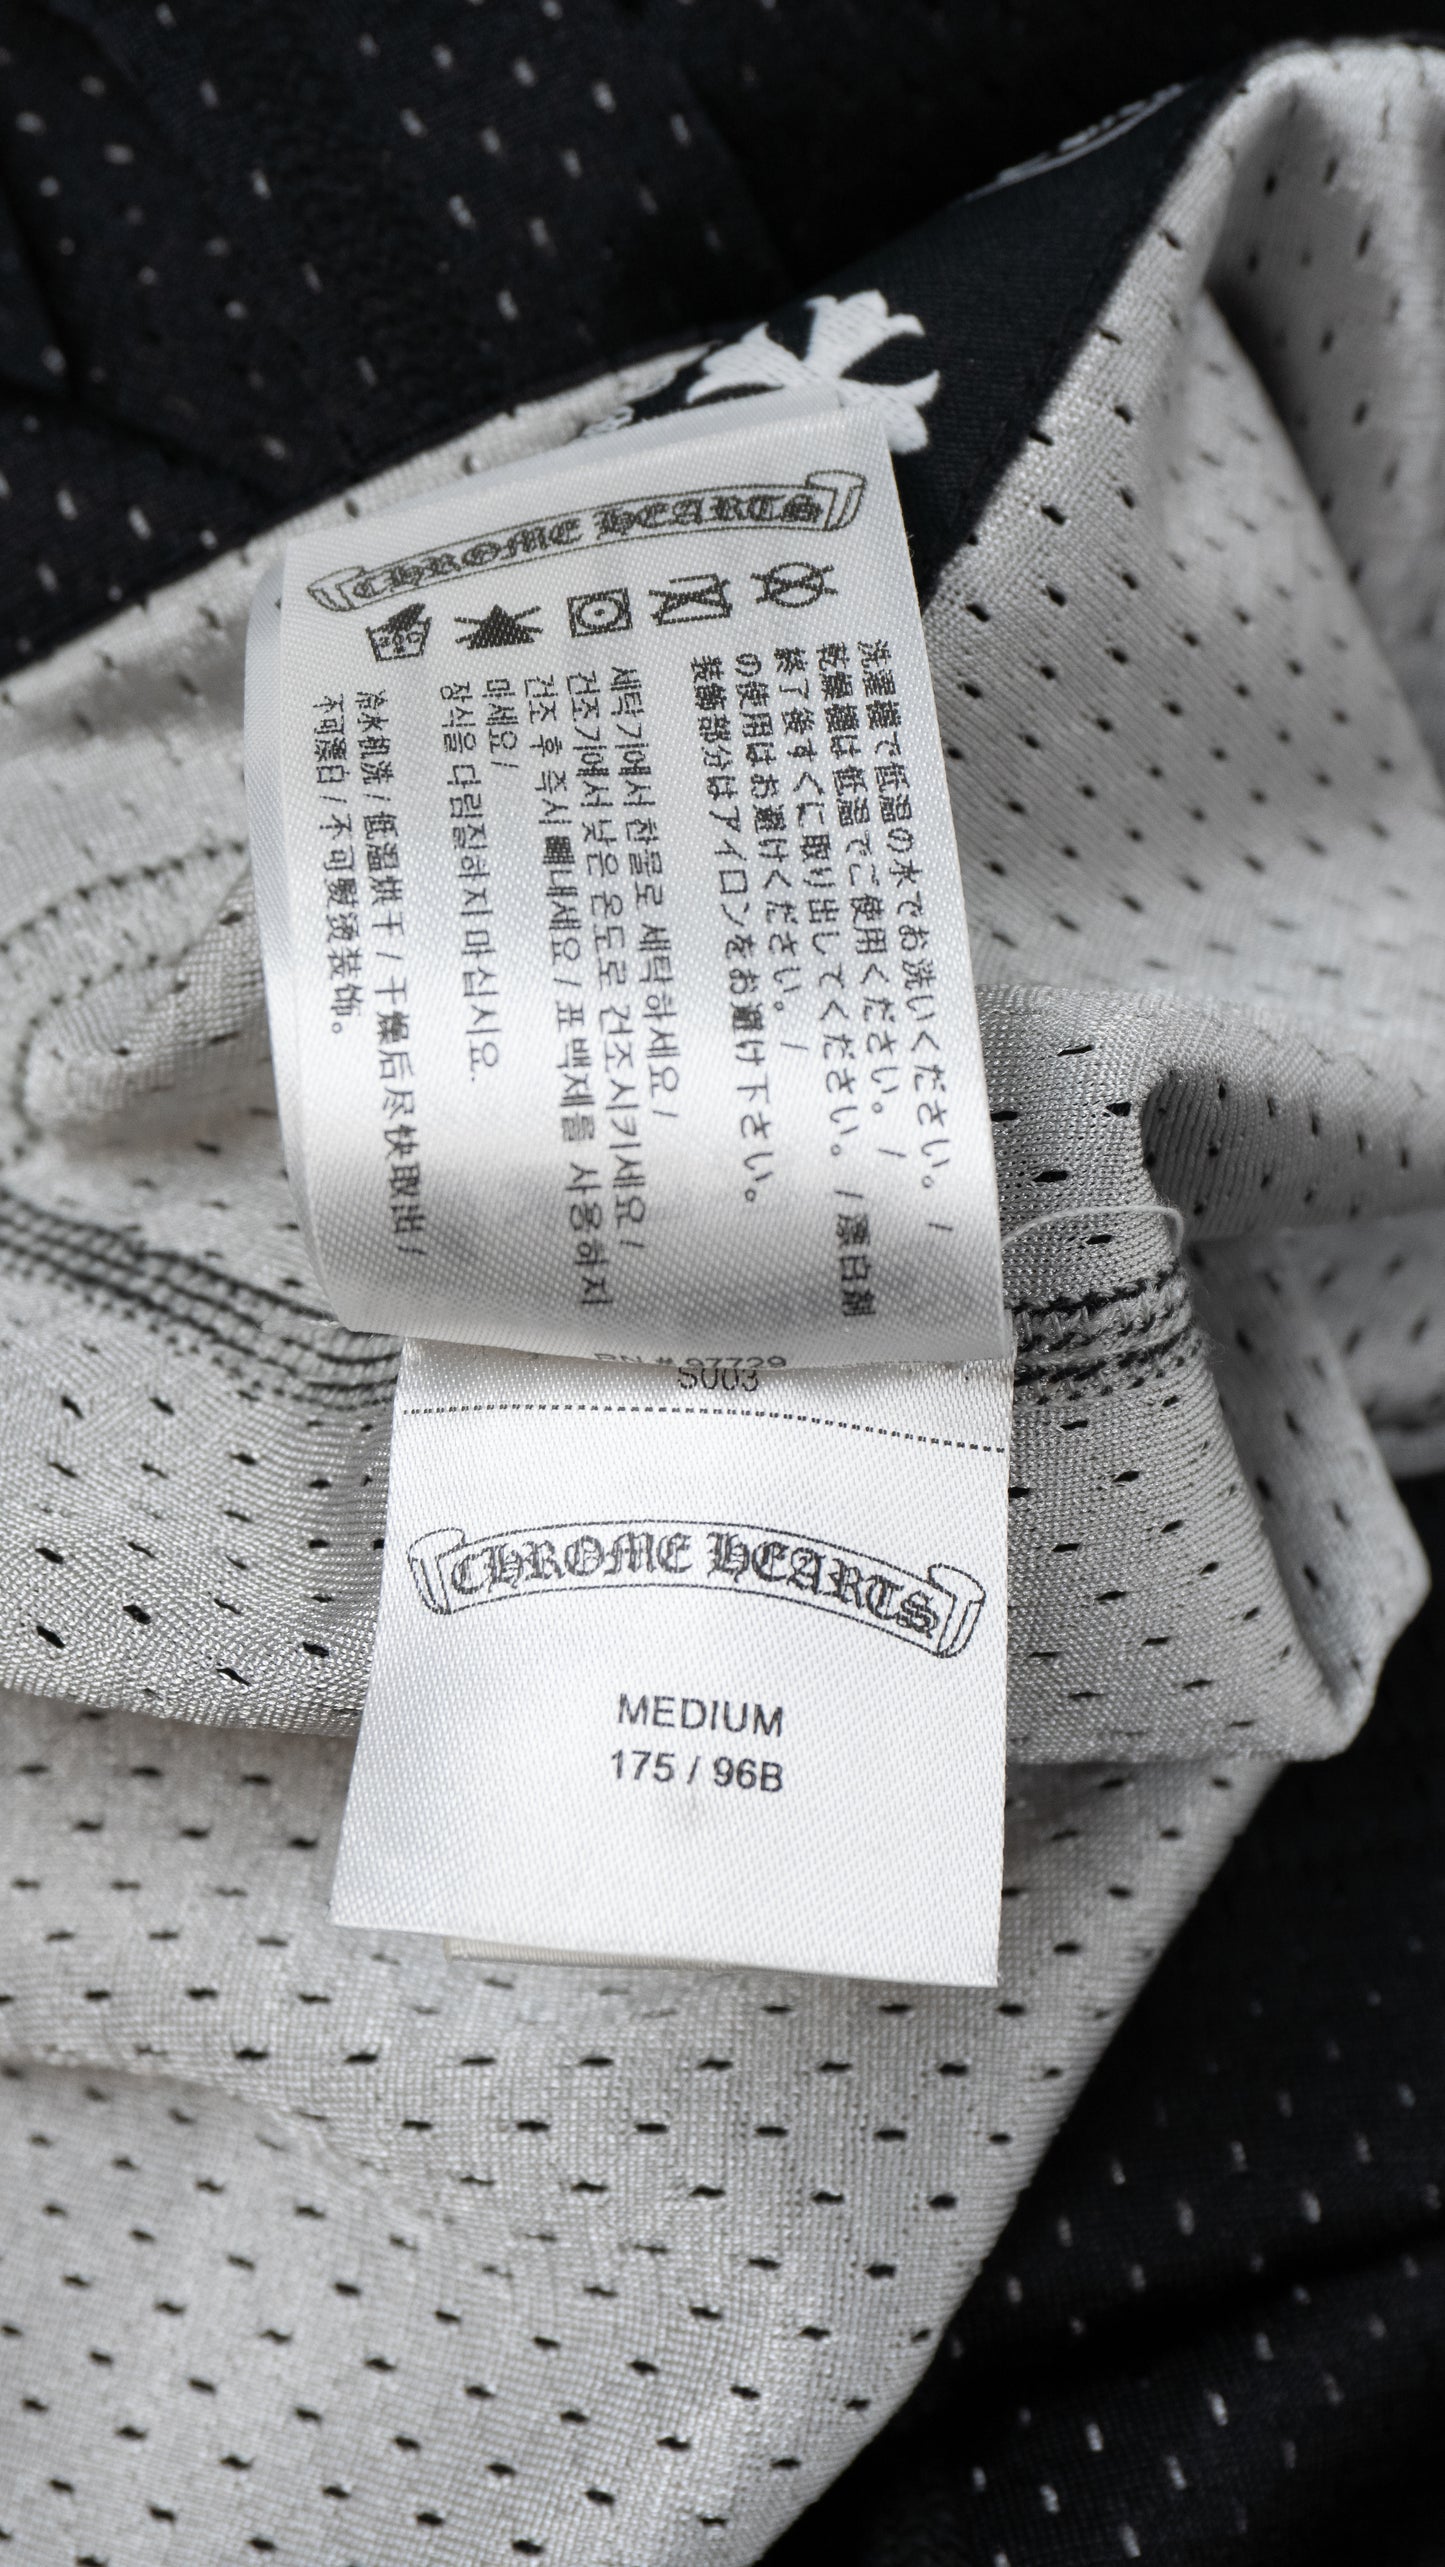 CHROME HEARTS
洗濯機で低温の水でお洗いください。 /
乾燥機は低温でご使用ください。 /
終了後すぐに取り出してください。 / 漂白剤
の使用はお避けください。 /
装飾部分はアイロンをお避け下さい。
세탁기에서 찬물로 세탁하세요 /
건조기에서 낮은 온도로 건조시키세요 /
건조 후 즉시 빼내세요 / 표백제를 사용하지
마세요 /
장식을 다림질하지 마십시오.
冷水机洗 / 低温烘干 / 干燥后尽快取出 /
不可漂白 / 不可熨烫装饰。
RN # 97729
S003
CHROME HEARTS
MEDIUM
175 / 96B